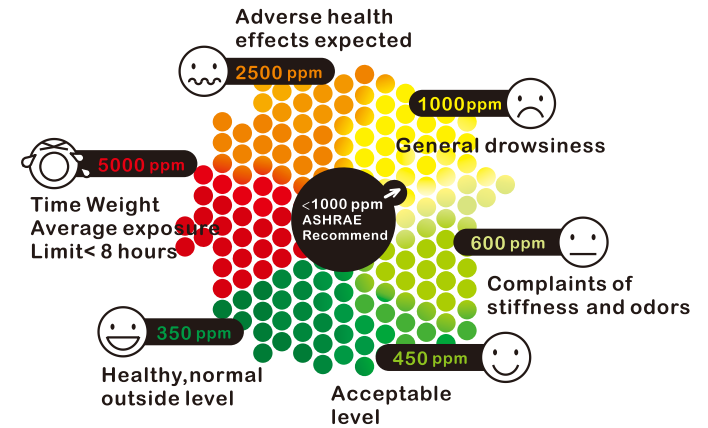 Adverse health
effects expected
2500 ppm
1000ppm
General drowsiness
5000 ppm
Time Weight
Average exposure
Limit< 8 hours
<1000 ppm
ASHRAE
Recommend
600 ppm
Complaints of
stiffness and odors
350 ppm
Healthy,normal
outside level
450 ppm
Acceptable
level